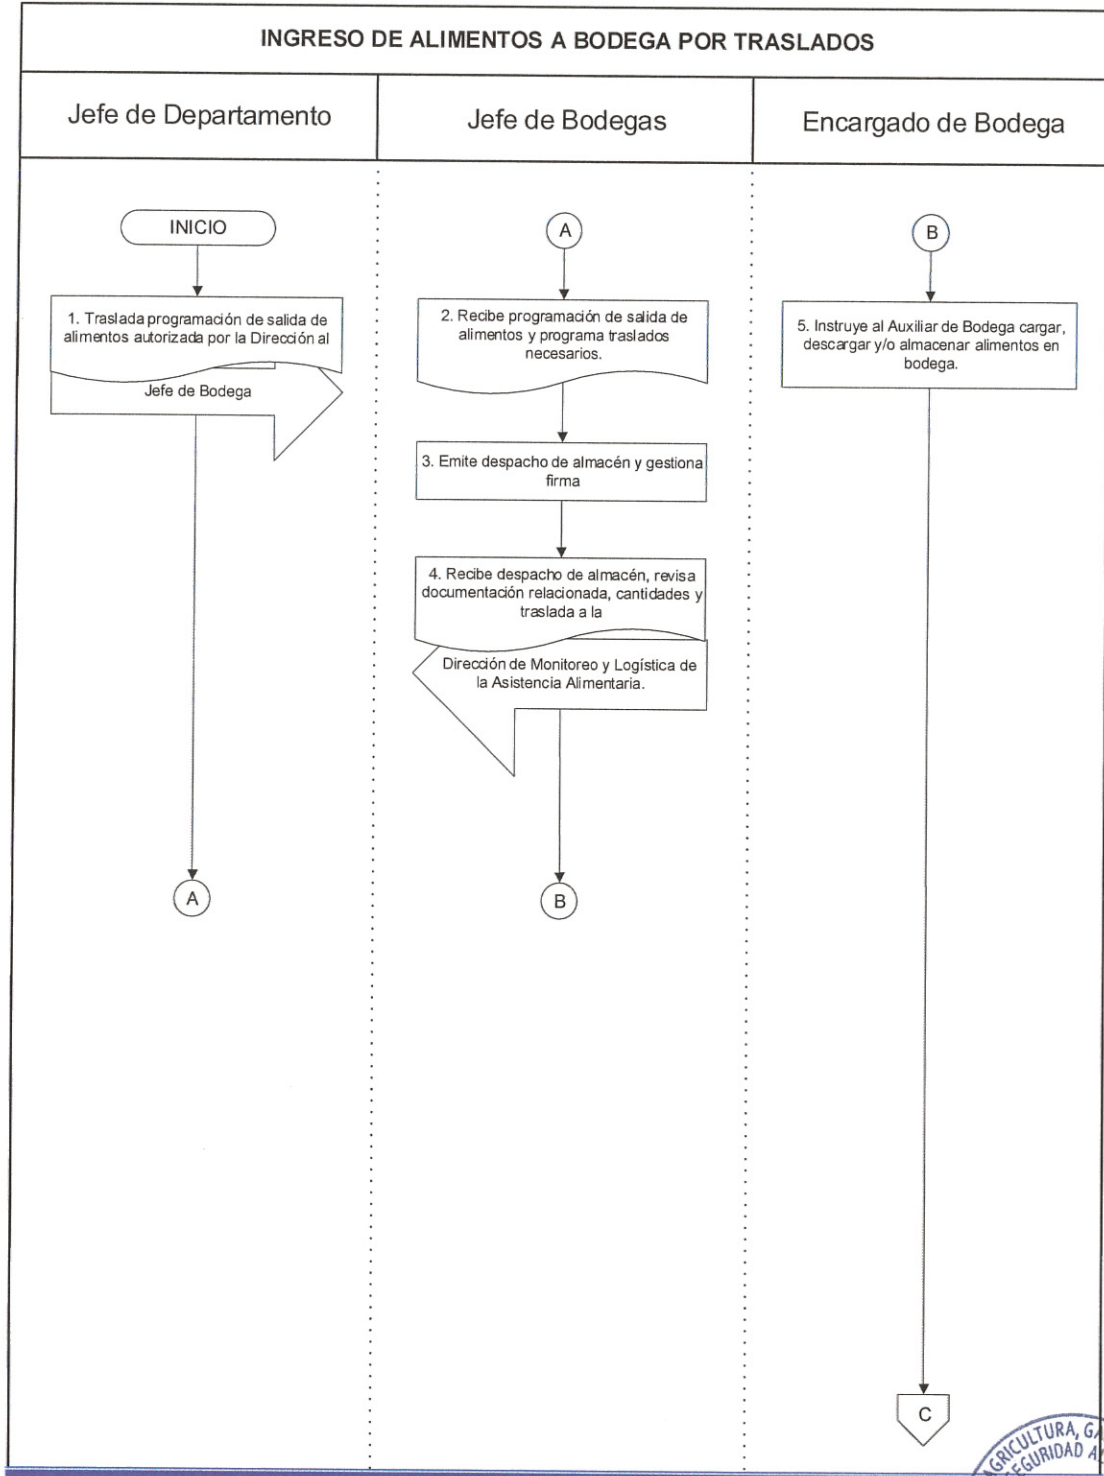 INGRESO DE ALIMENTOS A BODEGA POR TRASLADOS
Jefe de Departamento
Jefe de Bodegas
Encargado de Bodega
INICIO
1. Traslada programación de salida de
alimentos autorizada por la Dirección al
Jefe de Bodega
A
A
2. Recibe programación de salida de
alimentos y programa traslados
necesarios.
3. Emite despacho de almacén y gestiona
firma
4. Recibe despacho de almacén, revisa
documentación relacionada, cantidades y
traslada a la
Dirección de Monitoreo y Logística de
la Asistencia Alimentaria.
B
B
5. Instruye al Auxiliar de Bodega cargar,
descargar y/o almacenar alimentos en
bodega.
C